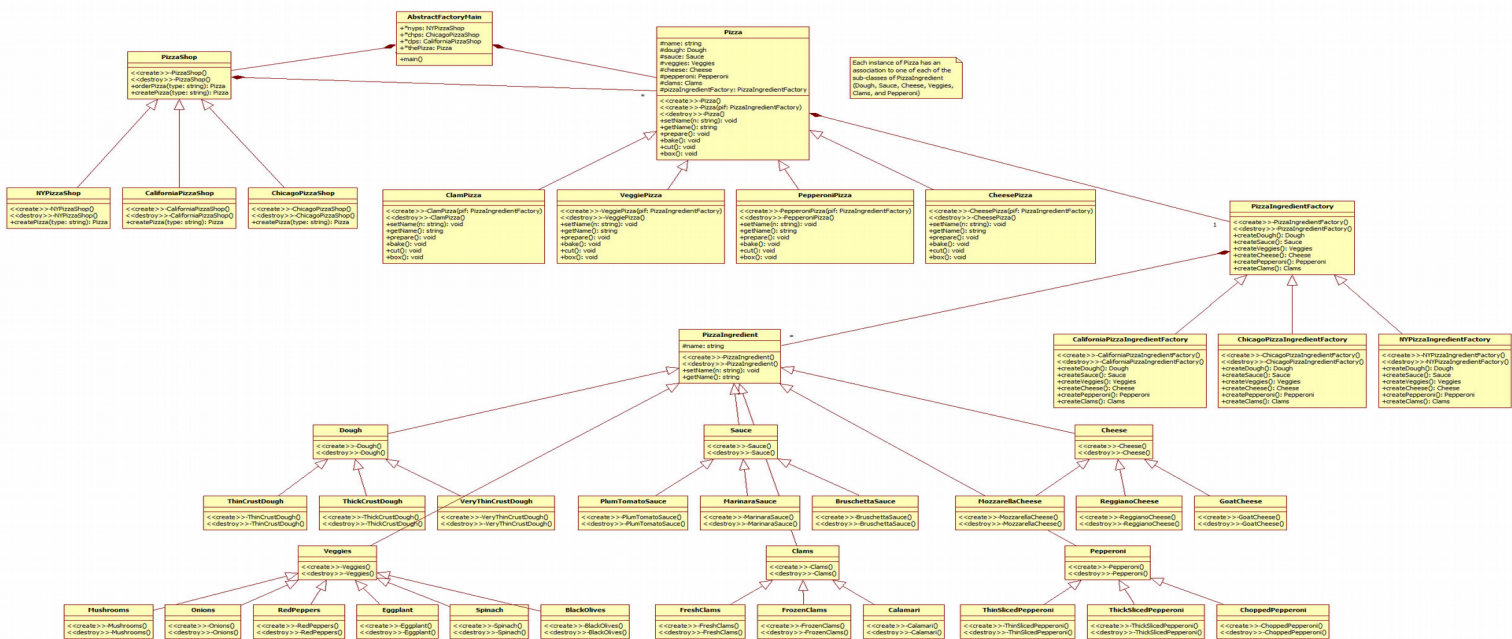 AbstractFactoryMain
+*nyps: NYPizzaShop
+*chps: ChicagoPizzaShop
+*clps: CaliforniaPizzaShop
+*thePizza: Pizza
+main()
PizzaShop
<<create>>-PizzaShop()
<<destroy>>-PizzaShop()
+orderPizza(type: string): Pizza
+createPizza(type: string): Pizza
Pizza
#name: string
#dough: Dough
#sauce: Sauce
#veggies: Veggies
#cheese: Cheese
#pepperoni: Pepperoni
#clams: Clams
#pizzaIngredientFactory: PizzaIngredientFactory
<<create>>-Pizza()
<<create>>-Pizza(pif: PizzaIngredientFactory)
<<destroy>>-Pizza()
+setName(n: string): void
+getName(): string
+prepare(): void
+bake(): void
+cut(): void
+box(): void
Each instance of Pizza has an
association to one of each of the
sub-classes of PizzaIngredient
(Dough, Sauce, Cheese, Veggies,
Clams, and Pepperoni)
*
NYPizzaShop
<<create>>-NYPizzaShop()
<<destroy>>-NYPizzaShop()
+createPizza(type: string): Pizza
CaliforniaPizzaShop
<<create>>-CaliforniaPizzaShop()
<<destroy>>-CaliforniaPizzaShop()
+createPizza(type: string): Pizza
ChicagoPizzaShop
<<create>>-ChicagoPizzaShop()
<<destroy>>-ChicagoPizzaShop()
+createPizza(type: string): Pizza
ClamPizza
<<create>>-ClamPizza(pif: PizzaIngredientFactory)
<<destroy>>-ClamPizza()
+setName(n: string): void
+getName(): string
+prepare(): void
+bake(): void
+cut(): void
+box(): void
VeggiePizza
<<create>>-VeggiePizza(pif: PizzaIngredientFactory)
<<destroy>>-VeggiePizza()
+setName(n: string): void
+getName(): string
+prepare(): void
+bake(): void
+cut(): void
+box(): void
PepperoniPizza
<<create>>-PepperoniPizza(pif: PizzaIngredientFactory)
<<destroy>>-PepperoniPizza()
+setName(n: string): void
+getName(): string
+prepare(): void
+bake(): void
+cut(): void
+box(): void
CheesePizza
<<create>>-CheesePizza(pif: PizzaIngredientFactory)
<<destroy>>-CheesePizza()
+setName(n: string): void
+getName(): string
+prepare(): void
+bake(): void
+cut(): void
+box(): void
1
PizzaIngredientFactory
<<create>>-PizzaIngredientFactory()
<<destroy>>-PizzaIngredientFactory()
+createDough(): Dough
+createSauce(): Sauce
+createVeggies(): Veggies
+createCheese(): Cheese
+createPepperoni(): Pepperoni
+createClams(): Clams
PizzaIngredient
#name: string
<<create>>-PizzaIngredient()
<<destroy>>-PizzaIngredient()
+setName(n: string): void
+getName(): string
*
CaliforniaPizzaIngredientFactory
<<create>>-CaliforniaPizzaIngredientFactory()
<<destroy>>-CaliforniaPizzaIngredientFactory()
+createDough(): Dough
+createSauce(): Sauce
+createVeggies(): Veggies
+createCheese(): Cheese
+createPepperoni(): Pepperoni
+createClams(): Clams
ChicagoPizzaIngredientFactory
<<create>>-ChicagoPizzaIngredientFactory()
<<destroy>>-ChicagoPizzaIngredientFactory()
+createDough(): Dough
+createSauce(): Sauce
+createVeggies(): Veggies
+createCheese(): Cheese
+createPepperoni(): Pepperoni
+createClams(): Clams
NYPizzaIngredientFactory
<<create>>-NYPizzaIngredientFactory()
<<destroy>>-NYPizzaIngredientFactory()
+createDough(): Dough
+createSauce(): Sauce
+createVeggies(): Veggies
+createCheese(): Cheese
+createPepperoni(): Pepperoni
+createClams(): Clams
Dough
<<create>>-Dough()
<<destroy>>-Dough()
Sauce
<<create>>-Sauce()
<<destroy>>-Sauce()
Cheese
<<create>>-Cheese()
<<destroy>>-Cheese()
ThinCrustDough
<<create>>-ThinCrustDough()
<<destroy>>-ThinCrustDough()
ThickCrustDough
<<create>>-ThickCrustDough()
<<destroy>>-ThickCrustDough()
VeryThinCrustDough
<<create>>-VeryThinCrustDough()
<<destroy>>-VeryThinCrustDough()
PlumTomatoSauce
<<create>>-PlumTomatoSauce()
<<destroy>>-PlumTomatoSauce()
MarinaraSauce
<<create>>-MarinaraSauce()
<<destroy>>-MarinaraSauce()
BruschettaSauce
<<create>>-BruschettaSauce()
<<destroy>>-BruschettaSauce()
MozzarellaCheese
<<create>>-MozzarellaCheese()
<<destroy>>-MozzarellaCheese()
ReggianoCheese
<<create>>-ReggianoCheese()
<<destroy>>-ReggianoCheese()
GoatCheese
<<create>>-GoatCheese()
<<destroy>>-GoatCheese()
Veggies
<<create>>-Veggies()
<<destroy>>-Veggies()
Clams
<<create>>-Clams()
<<destroy>>-Clams()
Pepperoni
<<create>>-Pepperoni()
<<destroy>>-Pepperoni()
Mushrooms
<<create>>-Mushrooms()
<<destroy>>-Mushrooms()
Onions
<<create>>-Onions()
<<destroy>>-Onions()
RedPeppers
<<create>>-RedPeppers()
<<destroy>>-RedPeppers()
Eggplant
<<create>>-Eggplant()
<<destroy>>-Eggplant()
Spinach
<<create>>-Spinach()
<<destroy>>-Spinach()
BlackOlives
<<create>>-BlackOlives()
<<destroy>>-BlackOlives()
FreshClams
<<create>>-FreshClams()
<<destroy>>-FreshClams()
FrozenClams
<<create>>-FrozenClams()
<<destroy>>-FrozenClams()
Calamari
<<create>>-Calamari()
<<destroy>>-Calamari()
ThinSlicedPepperoni
<<create>>-ThinSlicedPepperoni()
<<destroy>>-ThinSlicedPepperoni()
ThickSlicedPepperoni
<<create>>-ThickSlicedPepperoni()
<<destroy>>-ThickSlicedPepperoni()
ChoppedPepperoni
<<create>>-ChoppedPepperoni()
<<destroy>>-ChoppedPepperoni()